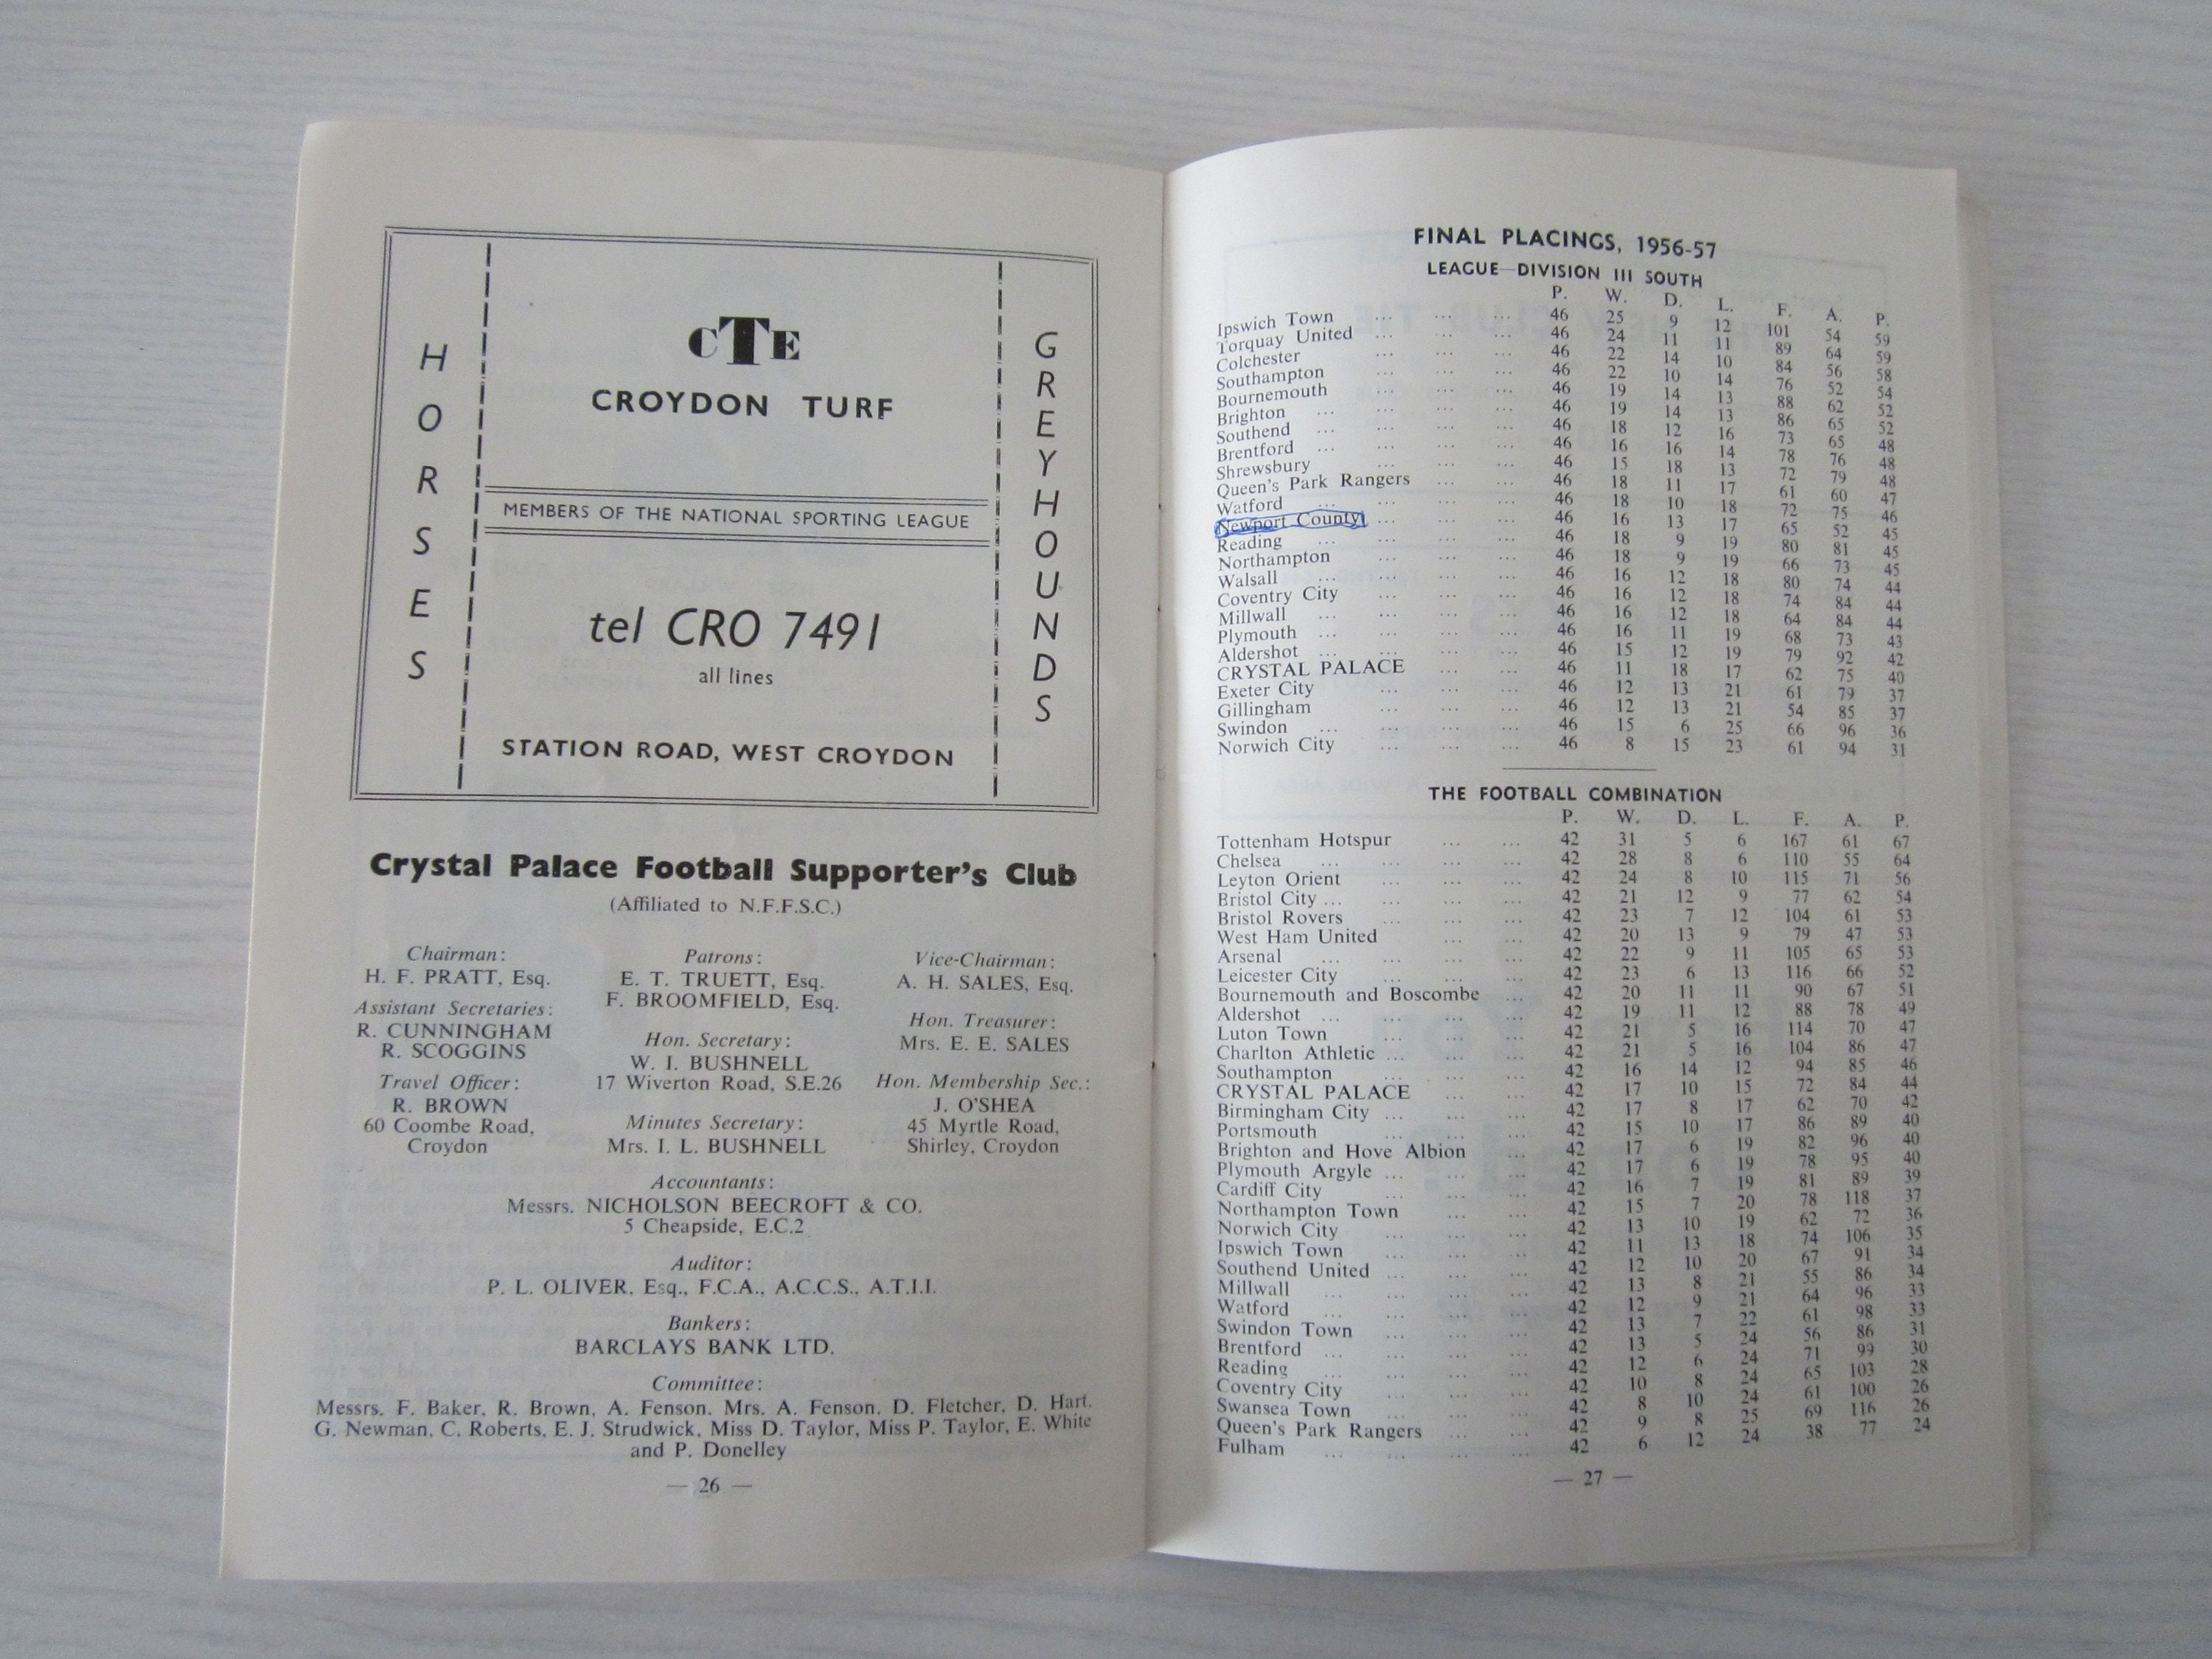 HORSES
CTE
CROYDON TURF
MEMBERS OF THE NATIONAL SPORTING LEAGUE
tel CRO 7491
all lines
STATION ROAD, WEST CROYDON
GREYHOUNDS
Crystal Palace Football Supporter's Club
(Affiliated to N.F.F.S.C.)
Chairman:
H. F. PRATT, Esq.
Assistant Secretaries:
R. CUNNINGHAM
R. SCOGGINS
Travel Officer:
R. BROWN
60 Coombe Road,
Croydon
Patrons:
E. T. TRUETT, Esq.
F. BROOMFIELD, Esq.
Hon. Secretary:
W. I. BUSHNELL
17 Wiverton Road, S.E.26
Minutes Secretary:
Mrs. I. L. BUSHNELL
Vice-Chairman:
A. H. SALES, Esq.
Hon. Treasurer:
Mrs. E. E. SALES
Hon. Membership Sec.:
J. O'SHEA
45 Myrtle Road,
Shirley, Croydon
Accountants:
Messrs. NICHOLSON BEECROFT & CO.
5 Cheapside, E.C.2
Auditor:
P. L. OLIVER, Esq., F.C.A., A.C.C.S., A.T.I.I.
Bankers:
BARCLAYS BANK LTD.
Committee:
Messrs. F. Baker, R. Brown, A. Fenson, Mrs. A. Fenson, D. Fletcher, D. Hart,
G. Newman, C. Roberts, E. J. Strudwick, Miss D. Taylor, Miss P. Taylor, E. White
and P. Donelley
— 26 —
FINAL PLACINGS, 1956-57
LEAGUE—DIVISION III SOUTH
P. W. D. L. F. A. P.
Ipswich Town ... ... ... 46 25 9 12 101 54 59
Torquay United ... ... ... 46 24 11 11 89 64 59
Colchester ... ... ... 46 22 14 10 84 56 58
Southampton ... ... ... 46 22 10 14 76 52 54
Bournemouth ... ... ... 46 19 14 13 88 62 52
Brighton ... ... ... ... 46 19 14 13 86 65 52
Southend ... ... ... ... 46 18 12 16 73 65 48
Brentford ... ... ... ... 46 16 16 14 78 76 48
Shrewsbury ... ... ... 46 15 18 13 72 79 48
Queen's Park Rangers ... ... 46 18 11 17 61 60 47
Watford ... ... ... ... 46 18 10 18 72 75 46
Newport County ... ... ... 46 16 13 17 65 52 45
Reading ... ... ... ... 46 18 9 19 80 81 45
Northampton ... ... ... 46 18 9 19 66 73 45
Walsall ... ... ... ... 46 16 12 18 80 74 44
Coventry City ... ... ... 46 16 12 18 74 84 44
Millwall ... ... ... ... 46 16 12 18 64 84 44
Plymouth ... ... ... ... 46 16 11 19 68 73 43
Aldershot ... ... ... ... 46 15 12 19 79 92 42
CRYSTAL PALACE ... ... 46 11 18 17 62 75 40
Exeter City ... ... ... 46 12 13 21 61 79 37
Gillingham ... ... ... 46 12 13 21 54 85 37
Swindon ... ... ... ... 46 15 6 25 66 96 36
Norwich City ... ... ... 46 8 15 23 61 94 31
THE FOOTBALL COMBINATION
P. W. D. L. F. A. P.
Tottenham Hotspur ... ... 42 31 5 6 167 61 67
Chelsea ... ... ... ... 42 28 8 6 110 55 64
Leyton Orient ... ... ... 42 24 8 10 115 71 56
Bristol City ... ... ... ... 42 21 12 9 77 62 54
Bristol Rovers ... ... ... 42 23 7 12 104 61 53
West Ham United ... ... 42 20 13 9 79 47 53
Arsenal ... ... ... ... 42 22 9 11 105 65 53
Leicester City ... ... ... 42 23 6 13 116 66 52
Bournemouth and Boscombe ... 42 20 11 11 90 67 51
Aldershot ... ... ... ... 42 19 11 12 88 78 49
Luton Town ... ... ... 42 21 5 16 114 70 47
Charlton Athletic ... ... ... 42 21 5 16 104 86 47
Southampton ... ... ... 42 16 14 12 94 85 46
CRYSTAL PALACE ... ... 42 17 10 15 72 84 44
Birmingham City ... ... ... 42 17 8 17 62 70 42
Portsmouth ... ... ... 42 15 10 17 86 89 40
Brighton and Hove Albion ... 42 17 6 19 82 96 40
Plymouth Argyle ... ... ... 42 17 6 19 78 95 40
Cardiff City ... ... ... 42 16 7 19 81 89 39
Northampton Town ... ... 42 15 7 20 78 118 37
Norwich City ... ... ... 42 13 10 19 62 72 36
Ipswich Town ... ... ... 42 11 13 18 74 106 35
Southend United ... ... ... 42 12 10 20 67 91 34
Millwall ... ... ... ... 42 13 8 21 55 86 34
Watford ... ... ... ... 42 12 9 21 64 96 33
Swindon Town ... ... ... 42 13 7 22 61 98 33
Brentford ... ... ... ... 42 13 5 24 56 86 31
Reading ... ... ... ... 42 12 6 24 71 99 30
Coventry City ... ... ... 42 10 8 24 65 103 28
Swansea Town ... ... ... 42 8 10 24 61 100 26
Queen's Park Rangers ... ... 42 9 8 25 69 116 26
Fulham ... ... ... ... 42 6 12 24 38 77 24
— 27 —